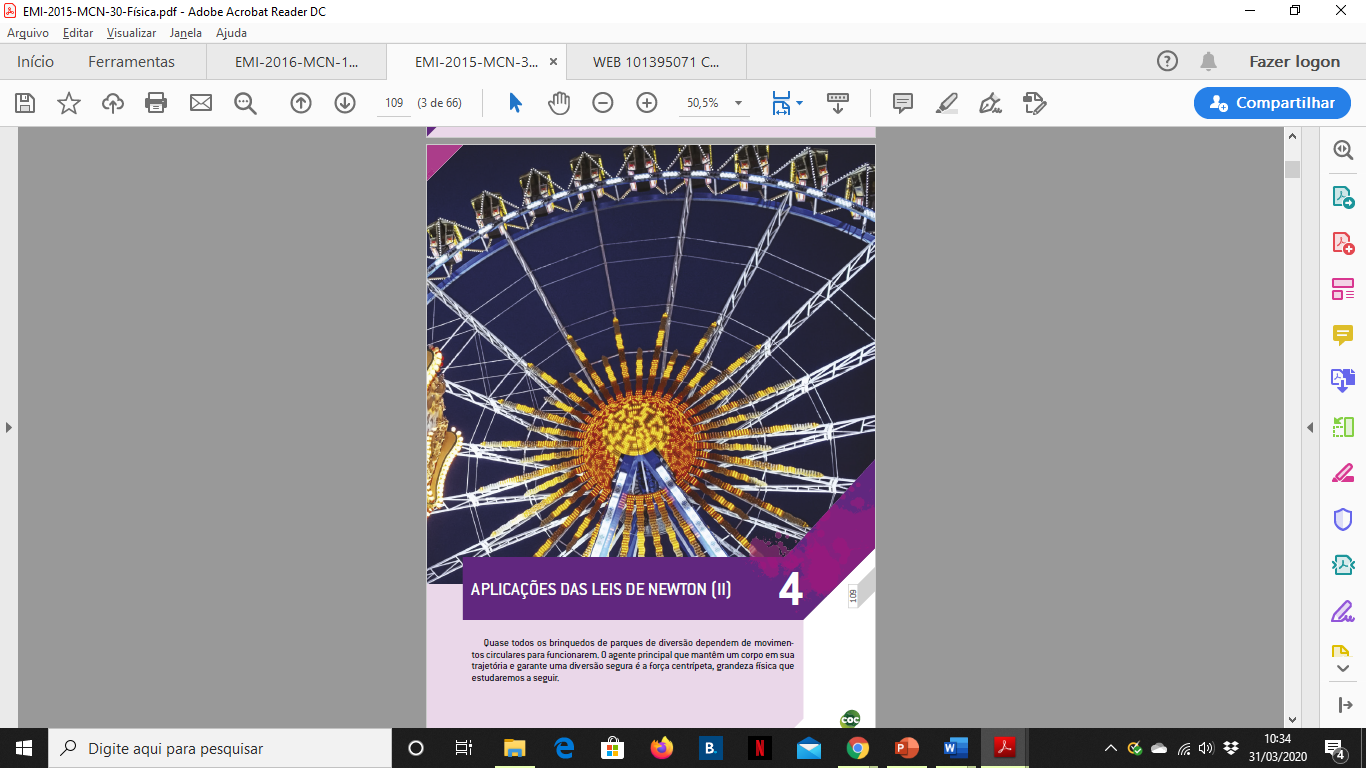 EMI-2015-MCN-30-Física.pdf - Adobe Acrobat Reader DC
Arquivo Editar Visualizar Janela Ajuda
Início Ferramentas EMI-2016-MCN-1... EMI-2015-MCN-3... × WEB 101395071 C... ? Fazer logon
109 (3 de 66) 50,5% Compartilhar
APLICAÇÕES DAS LEIS DE NEWTON (II) 4
109
Quase todos os brinquedos de parques de diversão dependem de movimen-
tos circulares para funcionarem. O agente principal que mantém um corpo em sua
trajetória e garante uma diversão segura é a força centrípeta, grandeza física que
estudaremos a seguir.
coc
Digite aqui para pesquisar
B.
N
P
W
10:34
31/03/2020
4